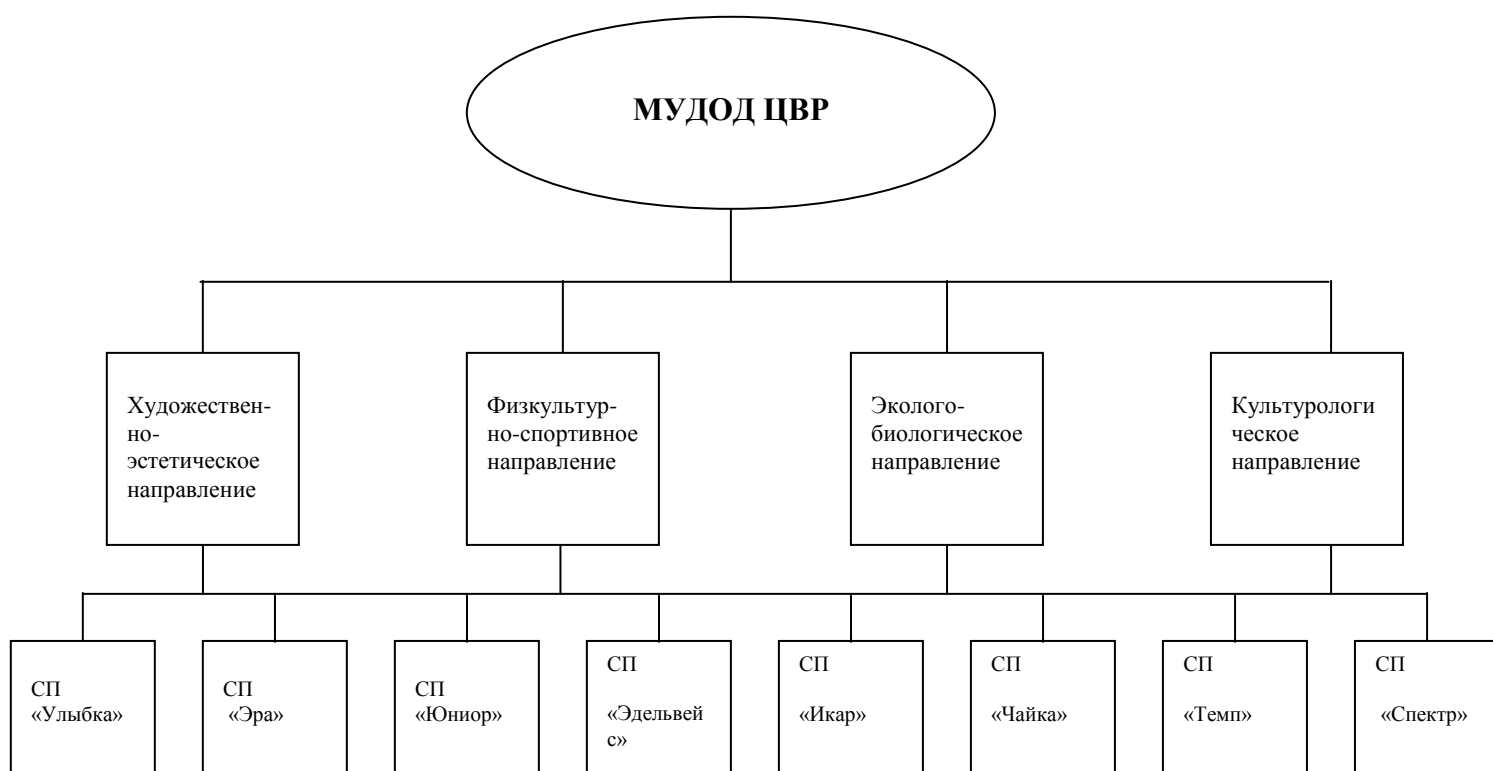 МУДОД ЦВР
Художествен-
но-
эстетическое
направление
Физкультур-
но-спортивное
направление
Эколого-
биологическое
направление
Культурологи
ческое
направление
СП
«Улыбка»
СП
«Эра»
СП
«Юниор»
СП
«Эдельвей
с»
СП
«Икар»
СП
«Чайка»
СП
«Темп»
СП
«Спектр»